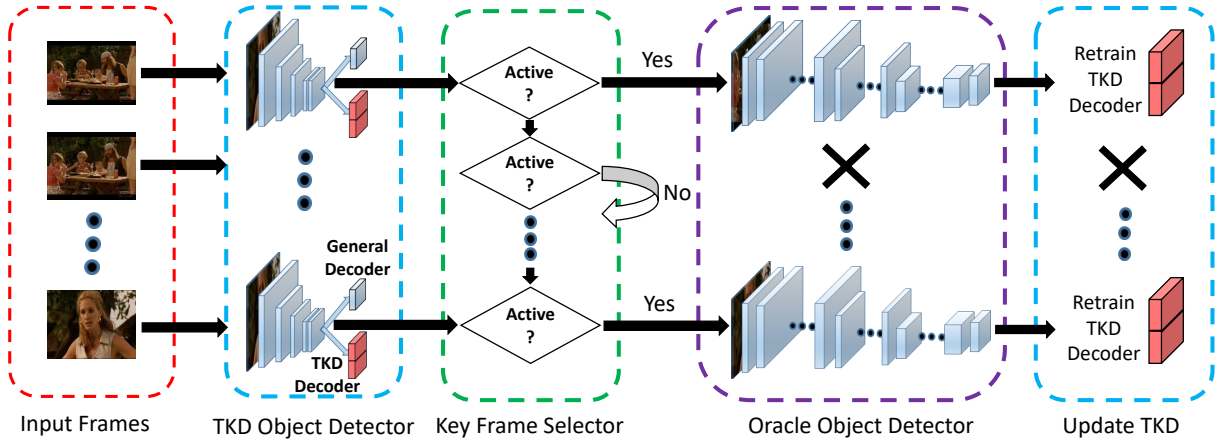 Active
?
Yes
Retrain
TKD
Decoder
Active
?
No
General
Decoder
Active
?
Yes
TKD
Decoder
Retrain
TKD
Decoder
Input Frames
TKD Object Detector
Key Frame Selector
Oracle Object Detector
Update TKD